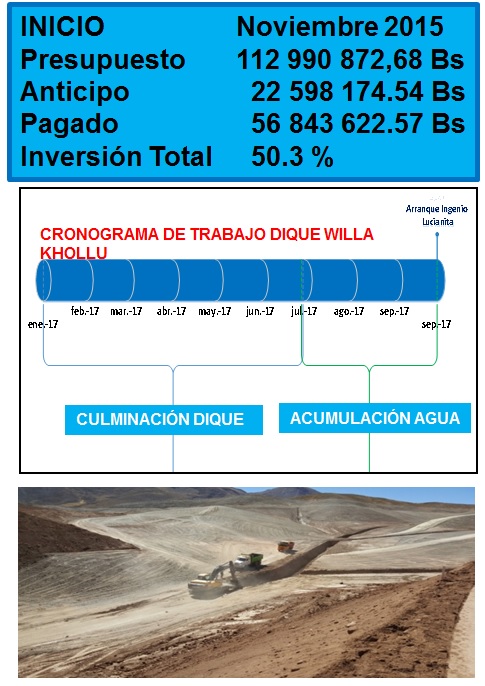 INICIO Noviembre 2015
Presupuesto 112 990 872,68 Bs
Anticipo 22 598 174.54 Bs
Pagado 56 843 622.57 Bs
Inversión Total 50.3 %
Arranque Ingenio
Lucianita
CRONOGRAMA DE TRABAJO DIQUE WILLA
KHOLLU
ene.-17 feb.-17 mar.-17 abr.-17 may.-17 jun.-17 jul.-17 ago.-17 sep.-17 sep.-17
CULMINACIÓN DIQUE ACUMULACIÓN AGUA